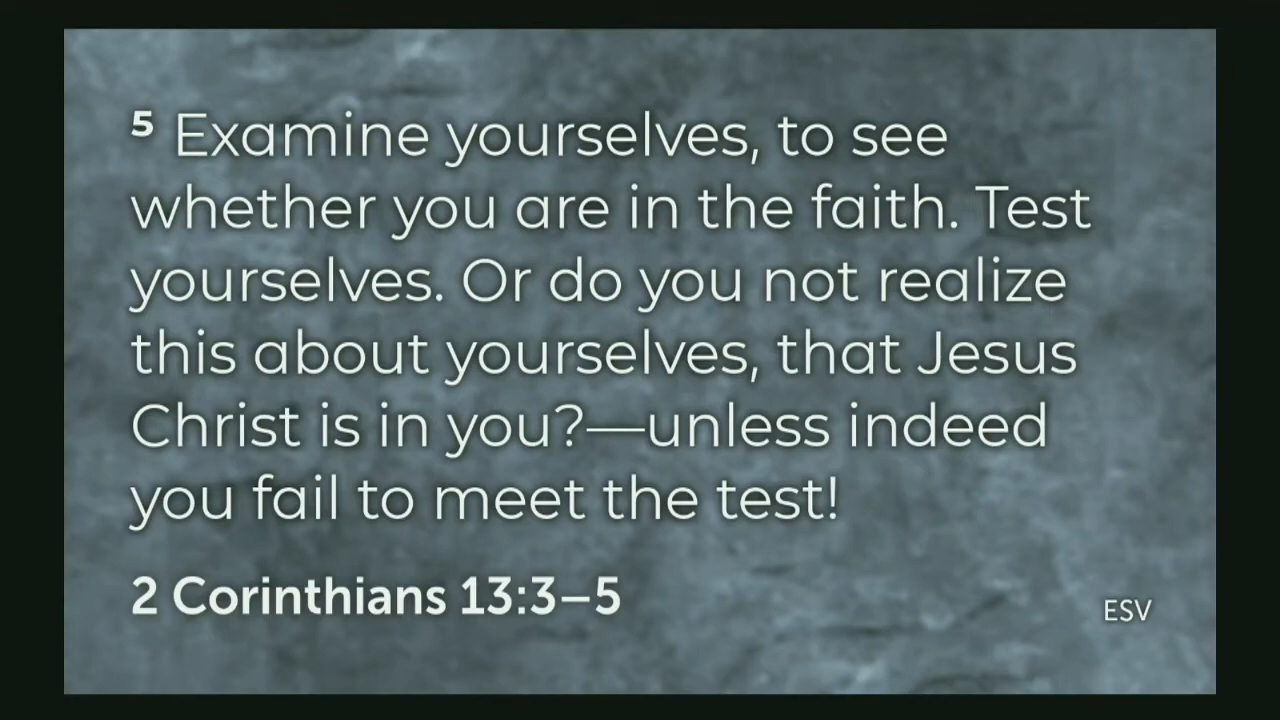 5 Examine yourselves, to see
whether you are in the faith. Test
yourselves. Or do you not realize
this about yourselves, that Jesus
Christ is in you?—unless indeed
you fail to meet the test!
2 Corinthians 13:3–5
ESV